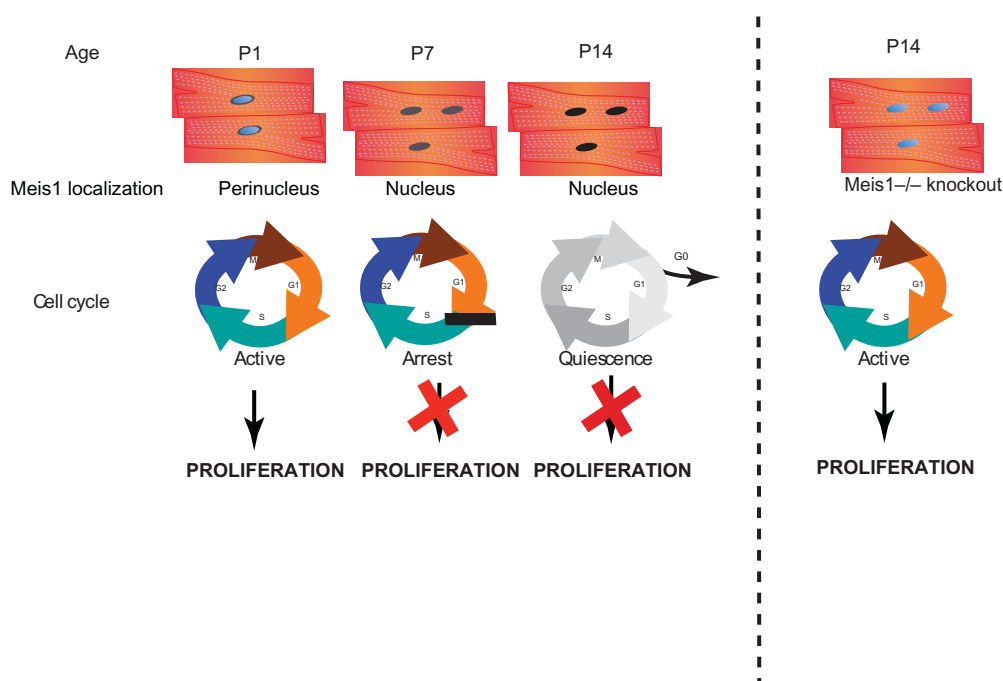 Age P1 P7 P14 P14
Meis1 localization Perinucleus Nucleus Nucleus Meis1–/– knockout
M G1 S G2
M G1 S G2
M G1 S G2 G0
M G1 S G2
Cell cycle
Active Arrest Quiescence Active
PROLIFERATION PROLIFERATION PROLIFERATION PROLIFERATION